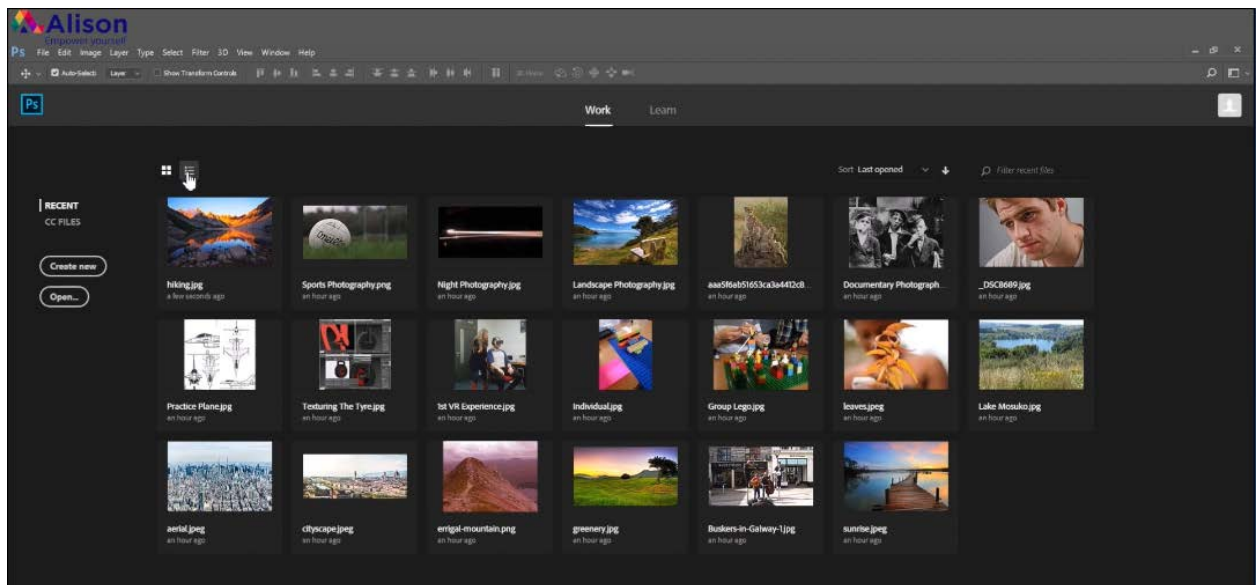 Alison
Empower yourself
Ps File Edit Image Layer Type Select Filter 3D View Window Help
Auto-Select: Layer Show Transform Controls
Ps
Work Learn
Sort Last opened Filter recent files
RECENT
CC FILES
Create new
Open...
hiking.jpg Sports Photography.png Night Photography.jpg Landscape Photography.jpg Documentary Photograph _DSC8689.jpg
a few seconds ago an hour ago an hour ago an hour ago an hour ago an hour ago an hour ago
Practice Plane.jpg Texturing The Tyre.jpg 1st VR Experience.jpg Individual.jpg Group Lego.jpg leaves.jpeg Lake Mosuko.jpg
an hour ago an hour ago an hour ago an hour ago an hour ago an hour ago an hour ago
aerial.jpeg cityscape.jpeg errigal-mountain.png greenery.jpg Buskers-in-Galway-1.jpg sunrise.jpeg
an hour ago an hour ago an hour ago an hour ago an hour ago an hour ago